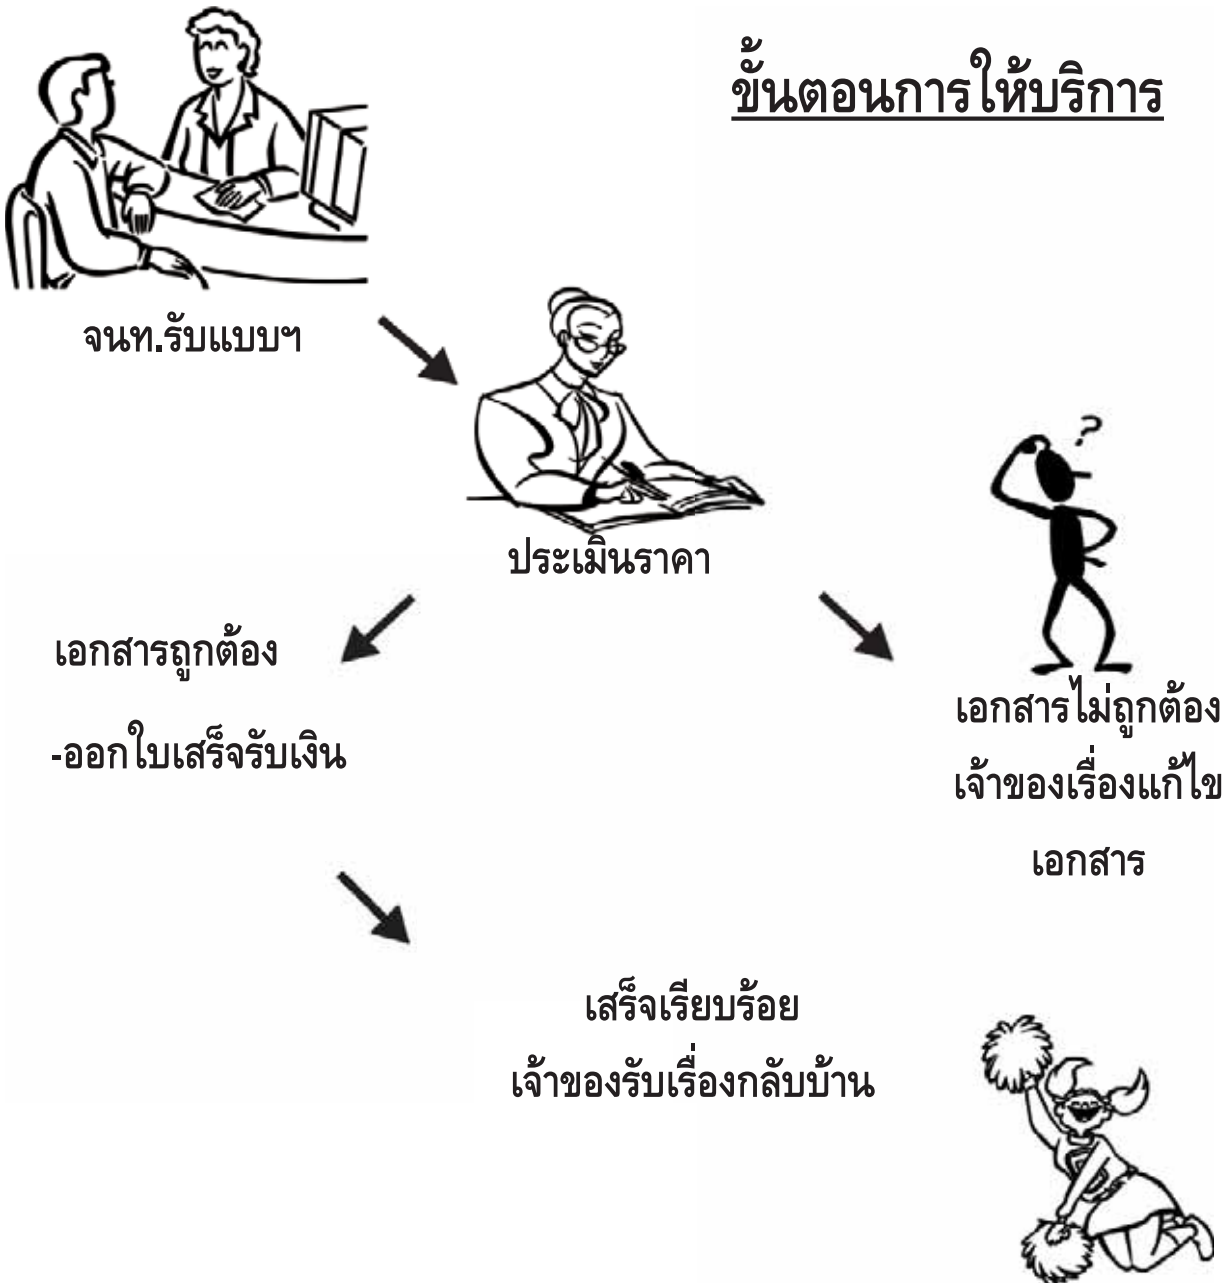 ขั้นตอนการให้บริการ
จนท.รับแบบฯ
?
ประเมินราคา
เอกสารถูกต้อง
-ออกใบเสร็จรับเงิน
เอกสารไม่ถูกต้อง
เจ้าของเรื่องแก้ไข
เอกสาร
เสร็จเรียบร้อย
เจ้าของรับเรื่องกลับบ้าน